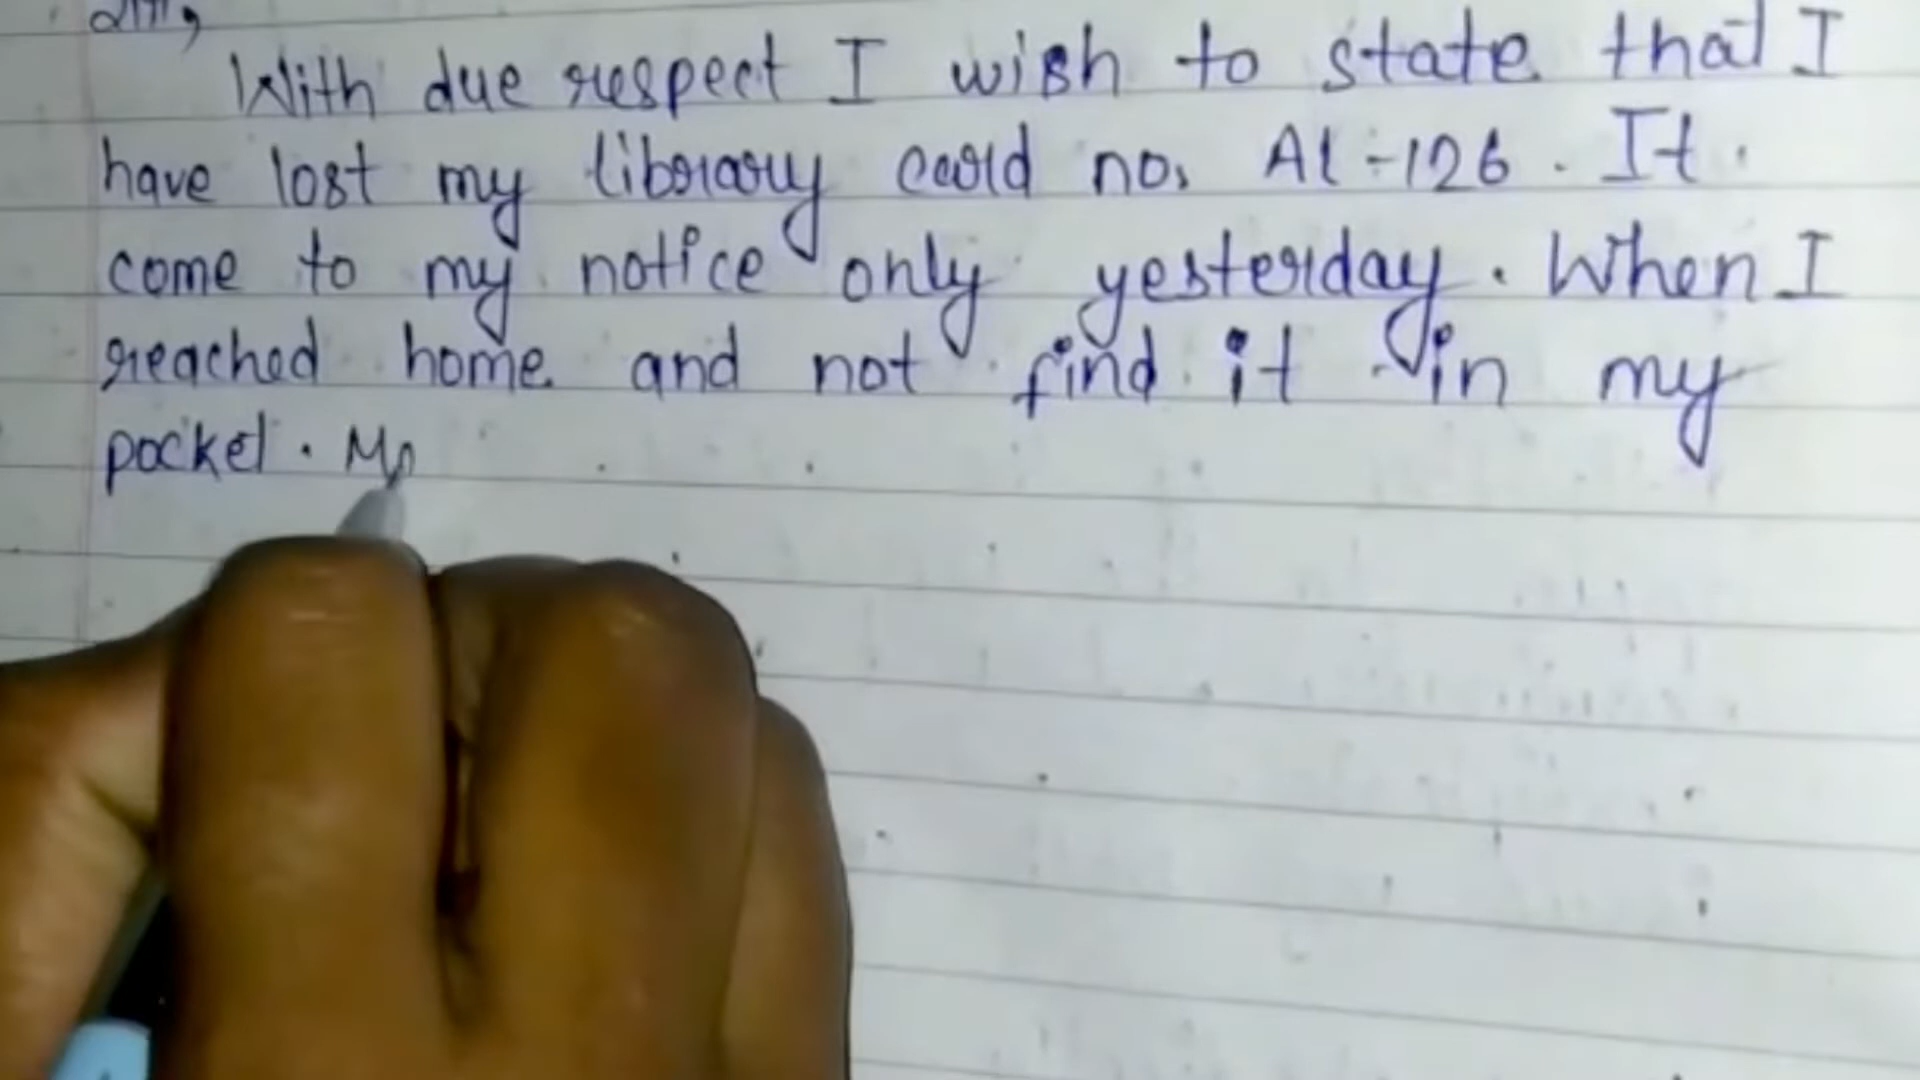 With due respect I wish to state that I
have lost my library card no. Al-126. It
come to my notice only yesterday. When I
reached home and not find it in my
pocket.